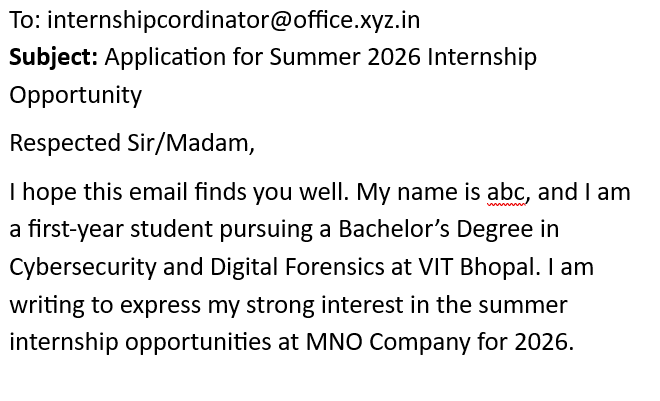 To: internshipcordinator@office.xyz.in
Subject: Application for Summer 2026 Internship
Opportunity
Respected Sir/Madam,
I hope this email finds you well. My name is abc, and I am
a first-year student pursuing a Bachelor’s Degree in
Cybersecurity and Digital Forensics at VIT Bhopal. I am
writing to express my strong interest in the summer
internship opportunities at MNO Company for 2026.